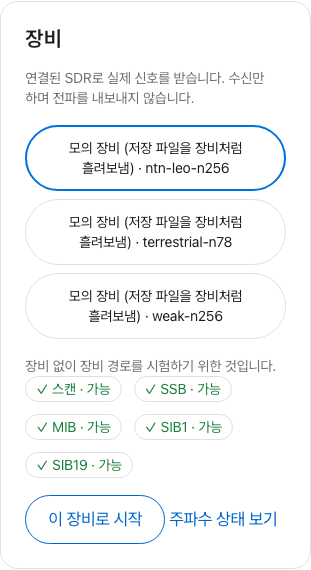 장비
연결된 SDR로 실제 신호를 받습니다. 수신만
하며 전파를 내보내지 않습니다.
모의 장비 (저장 파일을 장비처럼
흘려보냄) · ntn-leo-n256
모의 장비 (저장 파일을 장비처럼
흘려보냄) · terrestrial-n78
모의 장비 (저장 파일을 장비처럼
흘려보냄) · weak-n256
장비 없이 장비 경로를 시험하기 위한 것입니다.
✓ 스캔 · 가능 ✓ SSB · 가능
✓ MIB · 가능 ✓ SIB1 · 가능
✓ SIB19 · 가능
이 장비로 시작 주파수 상태 보기